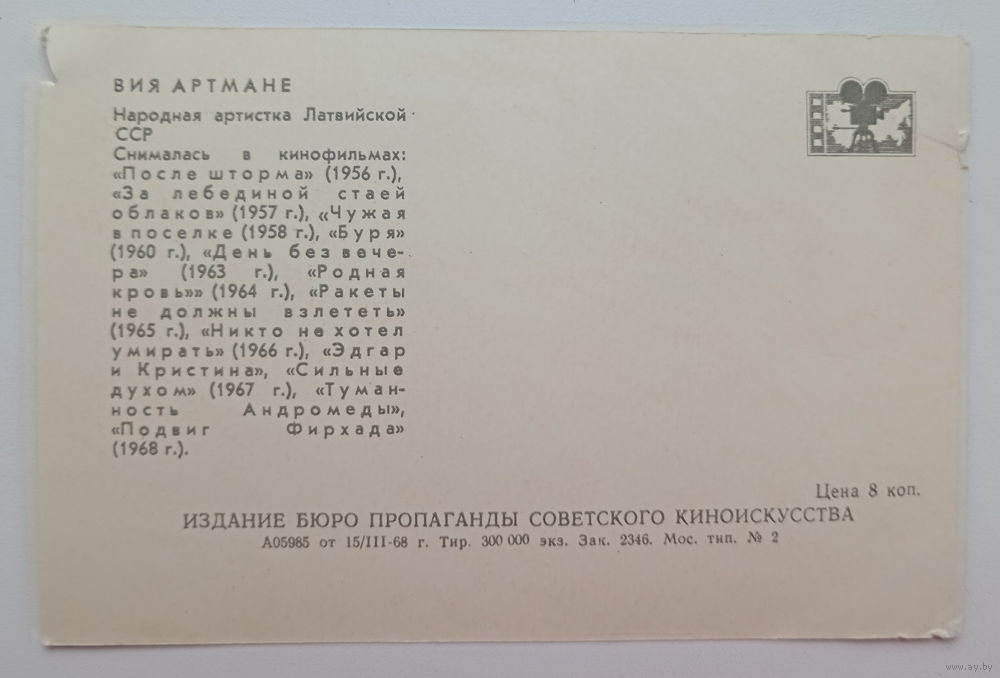 ВИЯ АРТМАНЕ
Народная артистка Латвийской
ССР
Снималась в кинофильмах:
«После шторма» (1956 г.),
«За лебединой стаей
облаков» (1957 г.), «Чужая
в поселке (1958 г.), «Буря»
(1960 г.), «День без вече-
ра» (1963 г.), «Родная
кровь»» (1964 г.), «Ракеты
не должны взлететь»
(1965 г.), «Никто не хотел
умирать» (1966 г.), «Эдгар
и Кристина», «Сильные
духом» (1967 г.), «Туман-
ность Андромеды»,
«Подвиг Фирхада»
(1968 г.).
Цена 8 коп.
ИЗДАНИЕ БЮРО ПРОПАГАНДЫ СОВЕТСКОГО КИНОИСКУССТВА
А05985 от 15/III-68 г. Тир. 300 000 экз. Зак. 2346. Мос. тип. № 2
www.ay.by